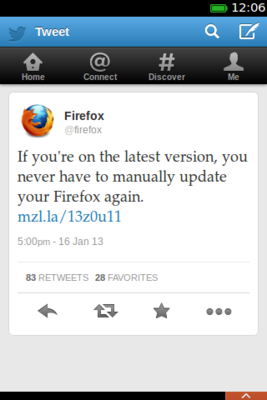 12:06
Tweet
Home Connect Discover Me
Firefox
@firefox
If you're on the latest version, you
never have to manually update
your Firefox again.
mzl.la/13z0u11
5:00pm - 16 Jan 13
83 RETWEETS 28 FAVORITES